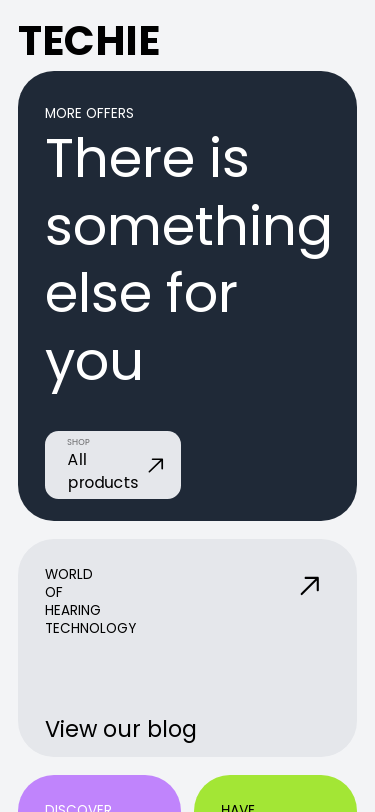 TECHIE
MORE OFFERS
There is
something
else for
you
SHOP
All
products
WORLD
OF
HEARING
TECHNOLOGY
View our blog
DISCOVER
HAVE